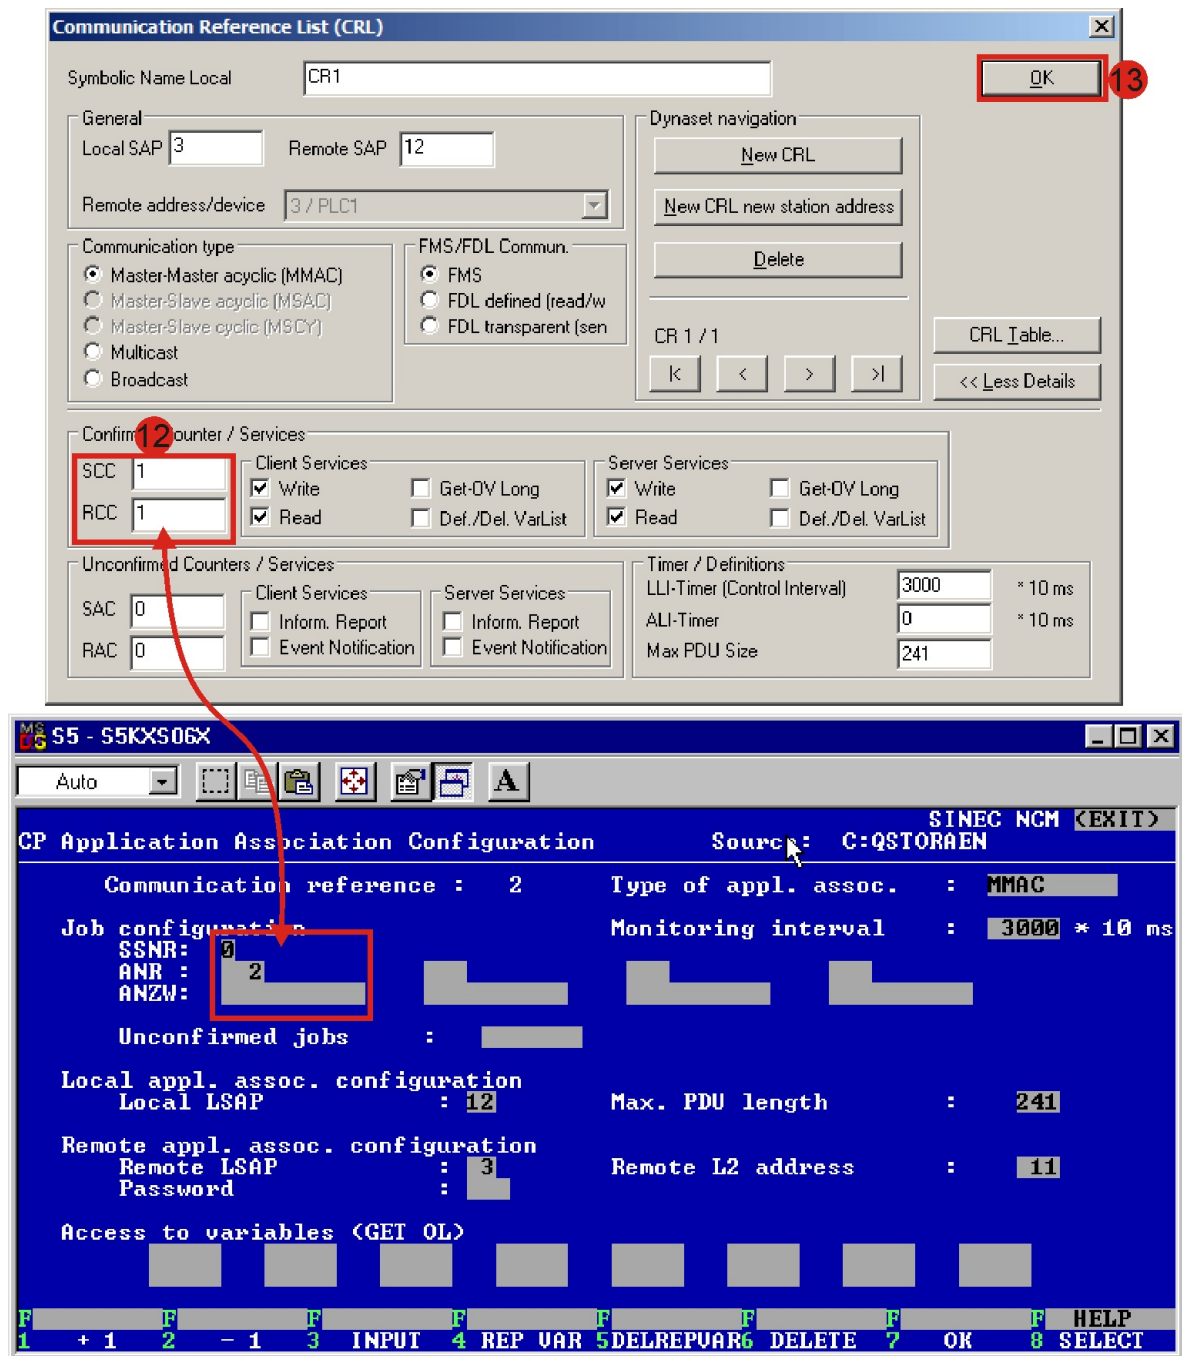 Communication Reference List (CRL)
Symbolic Name Local CR1 OK 13
General
Local SAP 3 Remote SAP 12
Remote address/device 3 / PLC1
Dynaset navigation
New CRL
New CRL new station address
Delete
CR 1 / 1
|< < > >|
Communication type
Master-Master acyclic (MMAC)
Master-Slave acyclic (MSAC)
Master-Slave cyclic (MSCY)
Multicast
Broadcast
FMS/FDL Commun.
FMS
FDL defined (read/w
FDL transparent (sen
CRL Table...
<< Less Details
Confirm 12 ounter / Services
SCC 1
RCC 1
Client Services
Write Get-OV Long
Read Def./Del. VarList
Server Services
Write Get-OV Long
Read Def./Del. VarList
Unconfirmed Counters / Services
SAC 0
RAC 0
Client Services
Inform. Report
Event Notification
Server Services
Inform. Report
Event Notification
Timer / Definitions
LLI-Timer (Control Interval) 3000 * 10 ms
ALI-Timer 0 * 10 ms
Max PDU Size 241
S5 - S5KXS06X
Auto A
SINEC NCM <EXIT>
CP Application Association Configuration Source: C:QSTORAEN
Communication reference : 2 Type of appl. assoc. : MMAC
Job configuration Monitoring interval : 3000 * 10 ms
SSNR: 0
ANR : 2
ANZW:
Unconfirmed jobs :
Local appl. assoc. configuration
Local LSAP : 12 Max. PDU length : 241
Remote appl. assoc. configuration
Remote LSAP : 3 Remote L2 address : 11
Password :
Access to variables (GET OL)
F F F F F F F F HELP
1 + 1 2 - 1 3 INPUT 4 REP VAR 5DELREPVAR6 DELETE 7 OK 8 SELECT